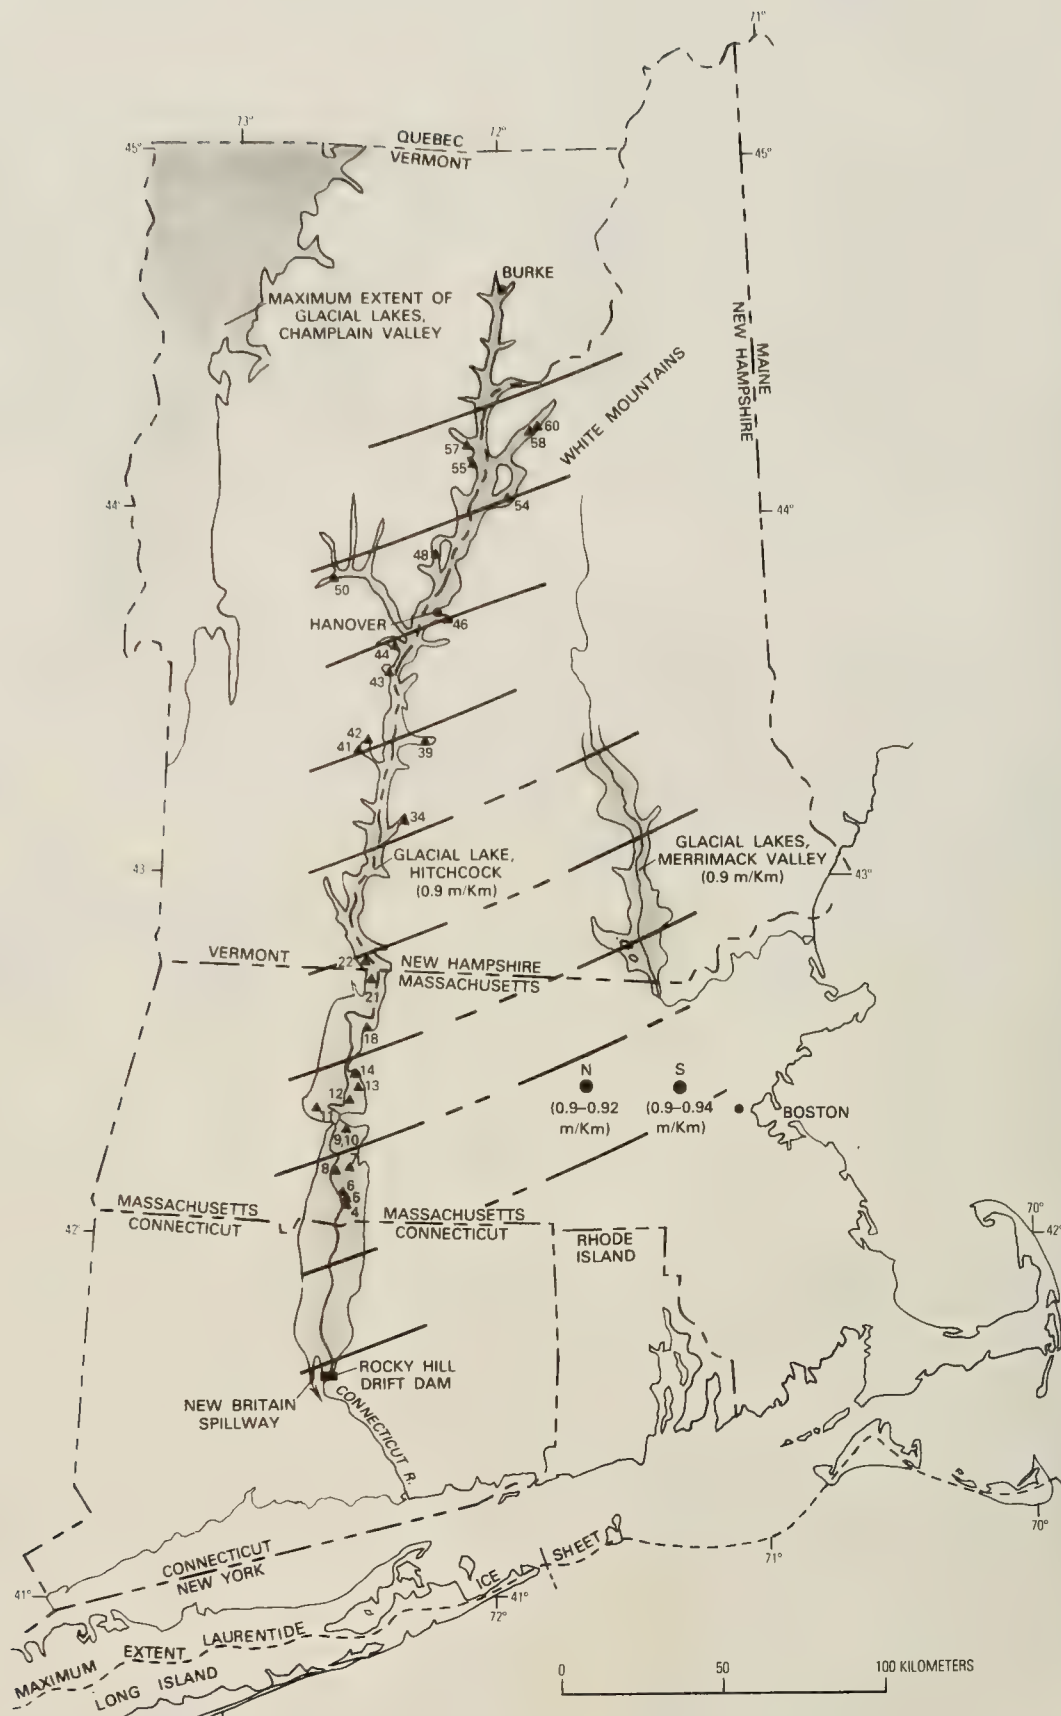 71°
73°
72°
45°
QUEBEC
VERMONT
45°
BURKE
MAXIMUM EXTENT OF
GLACIAL LAKES,
CHAMPLAIN VALLEY
MAINE
NEW HAMPSHIRE
WHITE MOUNTAINS
60
58
57
55
54
44°
44°
48
50
HANOVER
46
44
43
42
41
39
34
GLACIAL LAKE,
HITCHCOCK
(0.9 m/Km)
GLACIAL LAKES,
MERRIMACK VALLEY
(0.9 m/Km)
43
43°
VERMONT
22
NEW HAMPSHIRE
MASSACHUSETTS
21
18
14
13
12
11
N
(0.9–0.92
m/Km)
S
(0.9–0.94
m/Km)
BOSTON
9,10
8
7
6
4
MASSACHUSETTS
CONNECTICUT
MASSACHUSETTS
CONNECTICUT
RHODE
ISLAND
42°
70°
42°
ROCKY HILL
DRIFT DAM
NEW BRITAIN
SPILLWAY
CONNECTICUT R.
70°
71°
CONNECTICUT
NEW YORK
41°
41°
72°
MAXIMUM EXTENT LAURENTIDE ICE SHEET
LONG ISLAND
0 50 100 KILOMETERS